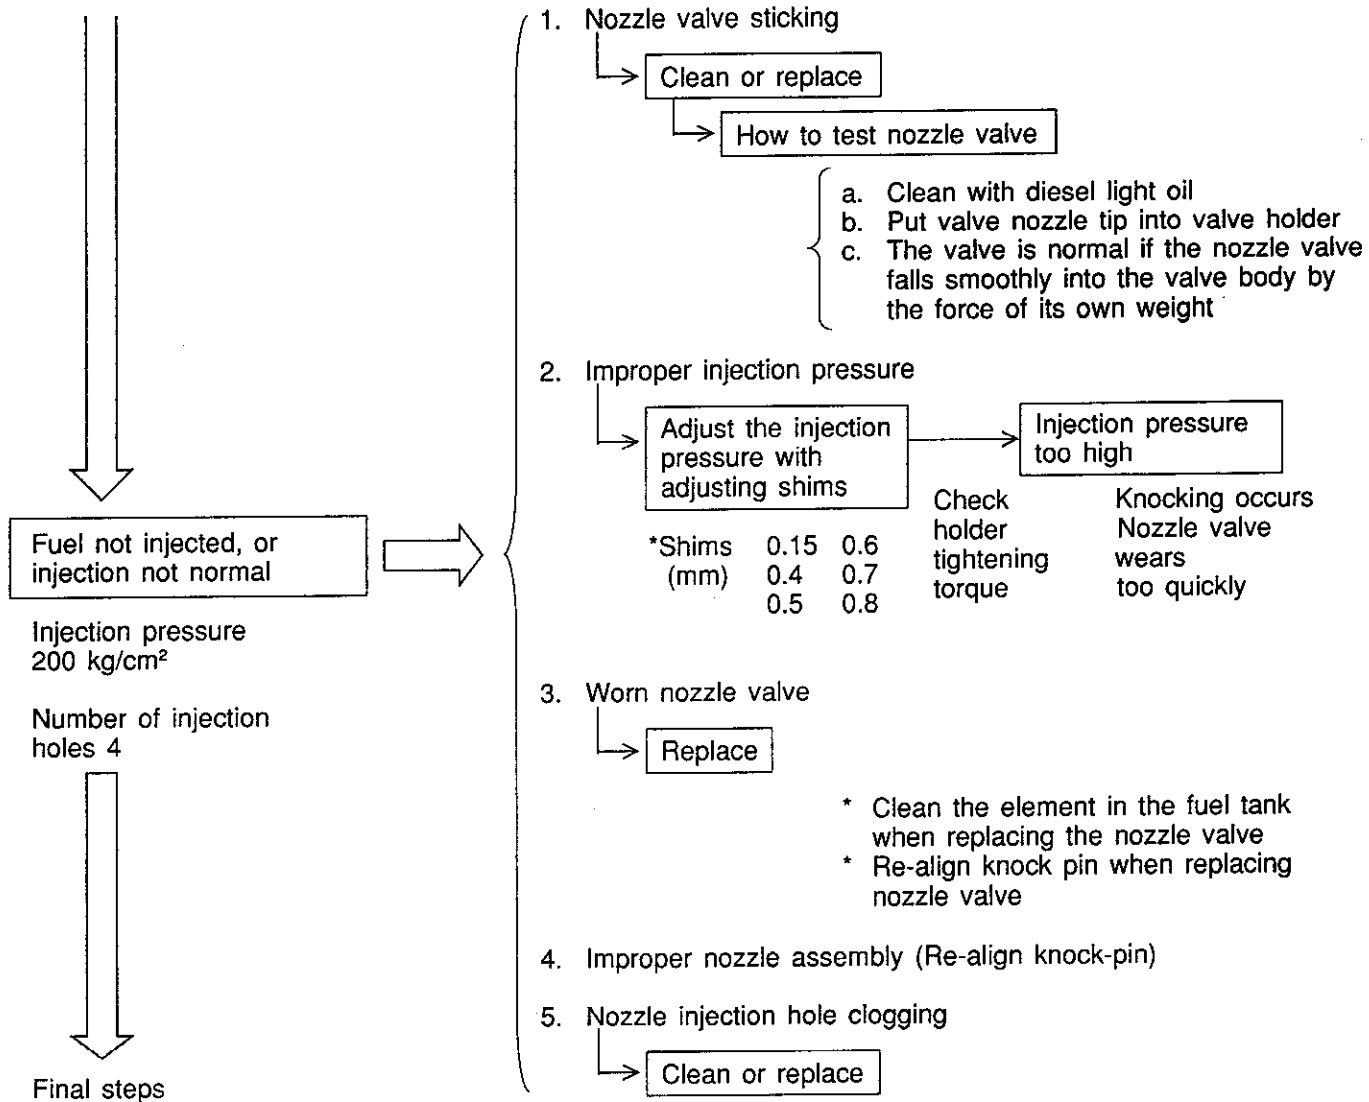 1. Nozzle valve sticking
Clean or replace
How to test nozzle valve
a. Clean with diesel light oil
b. Put valve nozzle tip into valve holder
c. The valve is normal if the nozzle valve
falls smoothly into the valve body by
the force of its own weight
2. Improper injection pressure
Adjust the injection
pressure with
adjusting shims
Injection pressure
too high
*Shims 0.15 0.6
(mm) 0.4 0.7
0.5 0.8
Check
holder
tightening
torque
Knocking occurs
Nozzle valve
wears
too quickly
Fuel not injected, or
injection not normal
Injection pressure
200 kg/cm²
Number of injection
holes 4
3. Worn nozzle valve
Replace
* Clean the element in the fuel tank
when replacing the nozzle valve
* Re-align knock pin when replacing
nozzle valve
4. Improper nozzle assembly (Re-align knock-pin)
5. Nozzle injection hole clogging
Clean or replace
Final steps